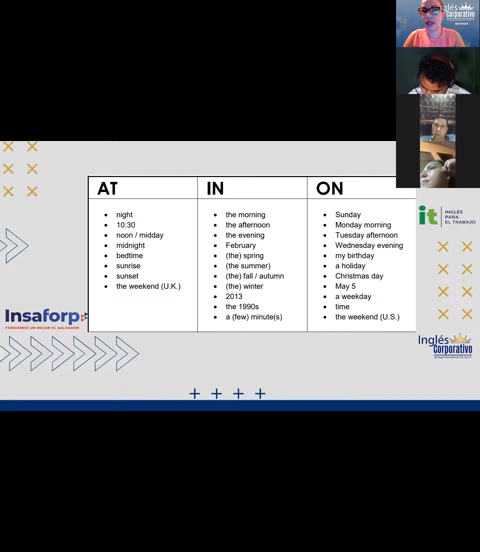 glés
Corporativo
AT
IN
ON
night
10:30
noon / midday
midnight
bedtime
sunrise
sunset
the weekend (U.K.)
the morning
the afternoon
the evening
February
(the) spring
(the summer)
(the) fall / autumn
(the) winter
2013
the 1990s
a (few) minute(s)
Sunday
Monday morning
Tuesday afternoon
Wednesday evening
my birthday
a holiday
Christmas day
May 5
a weekday
time
the weekend (U.S.)
it
INGLÉS
PARA
EL TRABAJO
Insaforp
FORMANDO UN MEJOR EL SALVADOR
Inglés
Corporativo